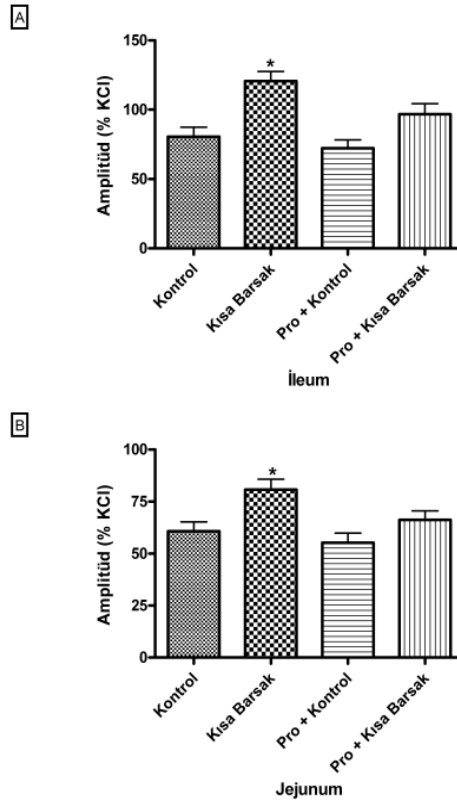 A
Amplitüd (% KCl)
150
100
50
0
*
Kontrol
Kısa Barsak
Pro + Kontrol
Pro + Kısa Barsak
İleum
B
Amplitüd (% KCl)
100
75
50
25
0
*
Kontrol
Kısa Barsak
Pro + Kontrol
Pro + Kısa Barsak
Jejunum